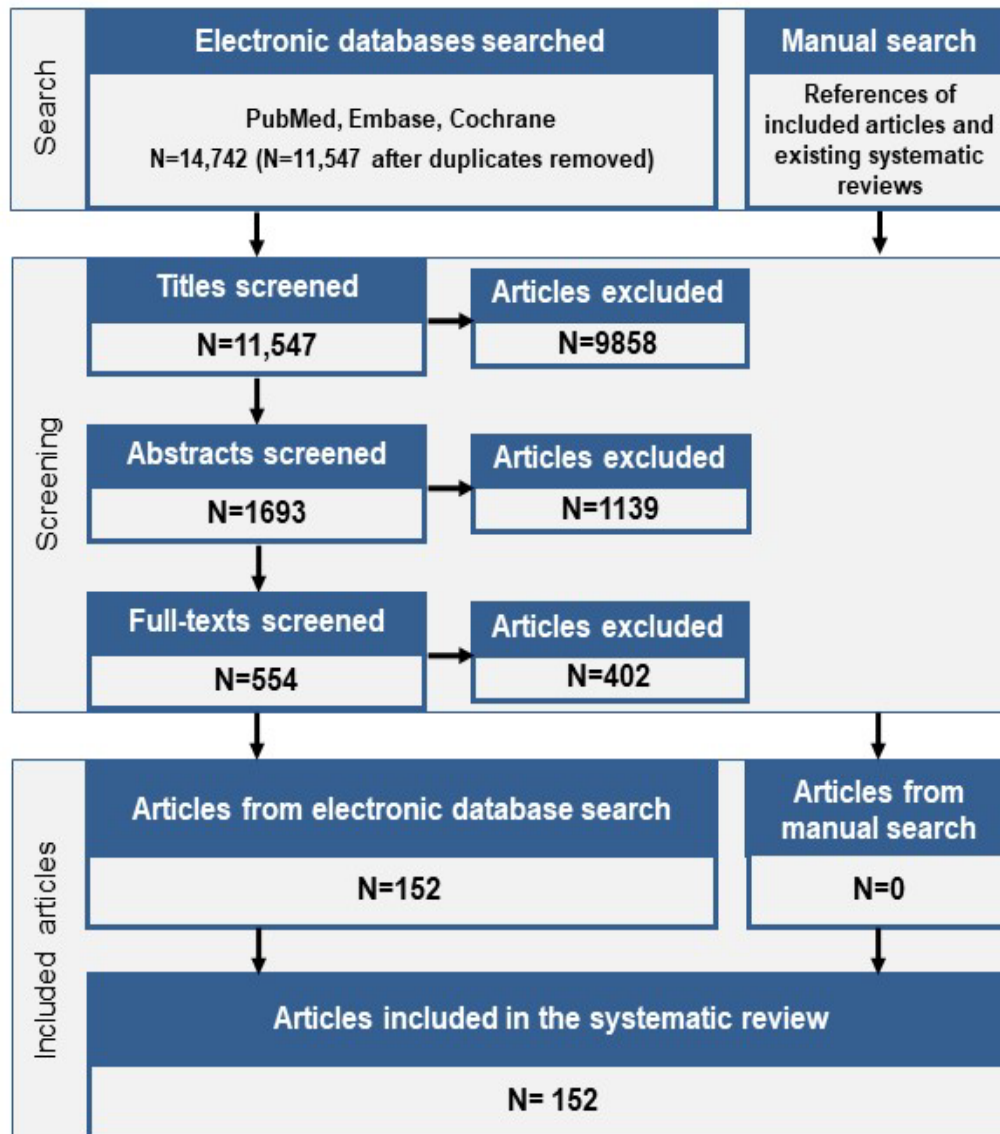 Search
Electronic databases searched
PubMed, Embase, Cochrane
N=14,742 (N=11,547 after duplicates removed)
Manual search
References of
included articles and
existing systematic
reviews
Screening
Titles screened
N=11,547
Articles excluded
N=9858
Abstracts screened
N=1693
Articles excluded
N=1139
Full-texts screened
N=554
Articles excluded
N=402
Included articles
Articles from electronic database search
N=152
Articles from
manual search
N=0
Articles included in the systematic review
N= 152